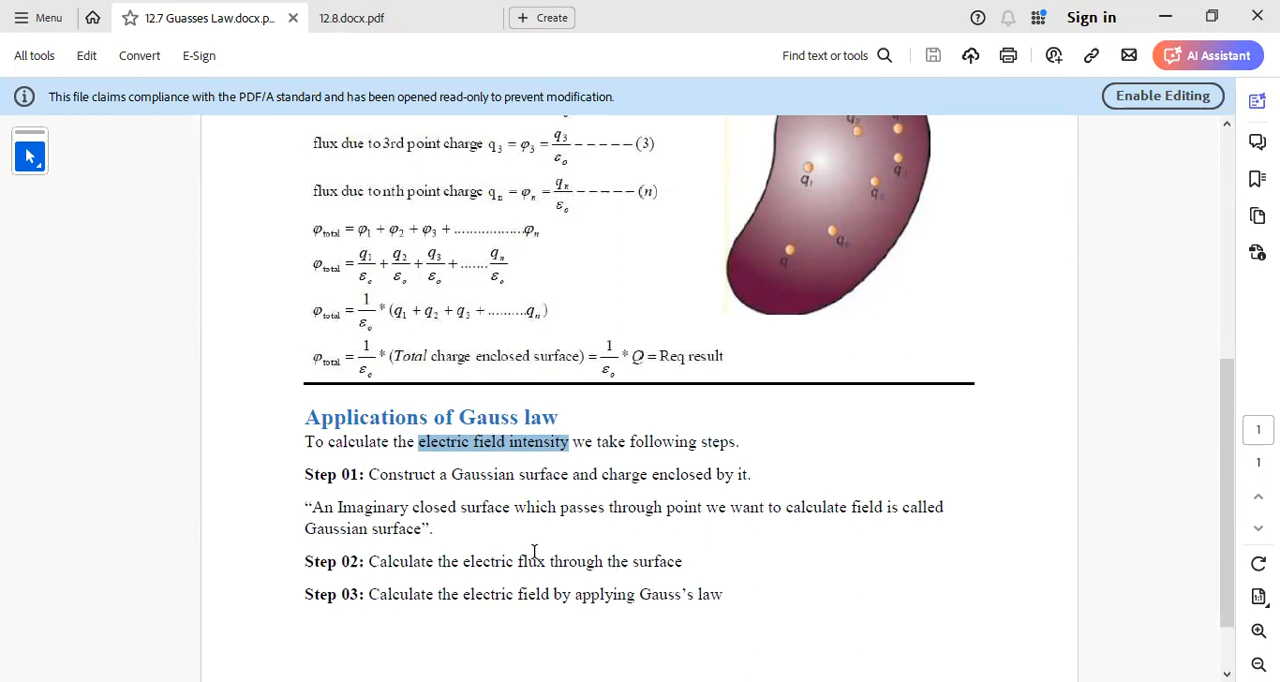 Menu
12.7 Guasses Law.docx.p...
12.8.docx.pdf
Create
Sign in
All tools
Edit
Convert
E-Sign
Find text or tools
AI Assistant
This file claims compliance with the PDF/A standard and has been opened read-only to prevent modification.
Enable Editing
flux due to 3rd point charge q₃ = φ₃ = q₃/εₒ - - - - - (3)
flux due to nth point charge qₙ = φₙ = qₙ/εₒ - - - - - (n)
φtotal = φ₁ + φ₂ + φ₃ + .................φₙ
φtotal = q₁/εₒ + q₂/εₒ + q₃/εₒ + ....... qₙ/εₒ
φtotal = 1/εₒ * (q₁ + q₂ + q₃ + .........qₙ)
φtotal = 1/εₒ * (Total charge enclosed surface) = 1/εₒ * Q = Req result
q₁
q
Applications of Gauss law
To calculate the electric field intensity we take following steps.
Step 01: Construct a Gaussian surface and charge enclosed by it.
“An Imaginary closed surface which passes through point we want to calculate field is called
Gaussian surface”.
Step 02: Calculate the electric flux through the surface
Step 03: Calculate the electric field by applying Gauss’s law
1
1